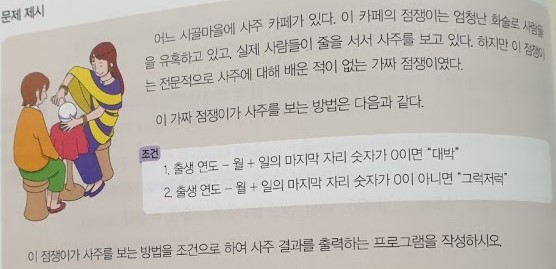 문제 제시
어느 시골마을에 사주 카페가 있다. 이 카페의 점쟁이는 엄청난 화술로 사람들
을 유혹하고 있고, 실제 사람들이 줄을 서서 사주를 보고 있다. 하지만 이 점쟁이
는 전문적으로 사주에 대해 배운 적이 없는 가짜 점쟁이였다.
이 가짜 점쟁이가 사주를 보는 방법은 다음과 같다.
조건
1. 출생 연도 – 월 + 일의 마지막 자리 숫자가 0이면 "대박"
2. 출생 연도 – 월 + 일의 마지막 자리 숫자가 0이 아니면 "그럭저럭"
이 점쟁이가 사주를 보는 방법을 조건으로 하여 사주 결과를 출력하는 프로그램을 작성하시오.